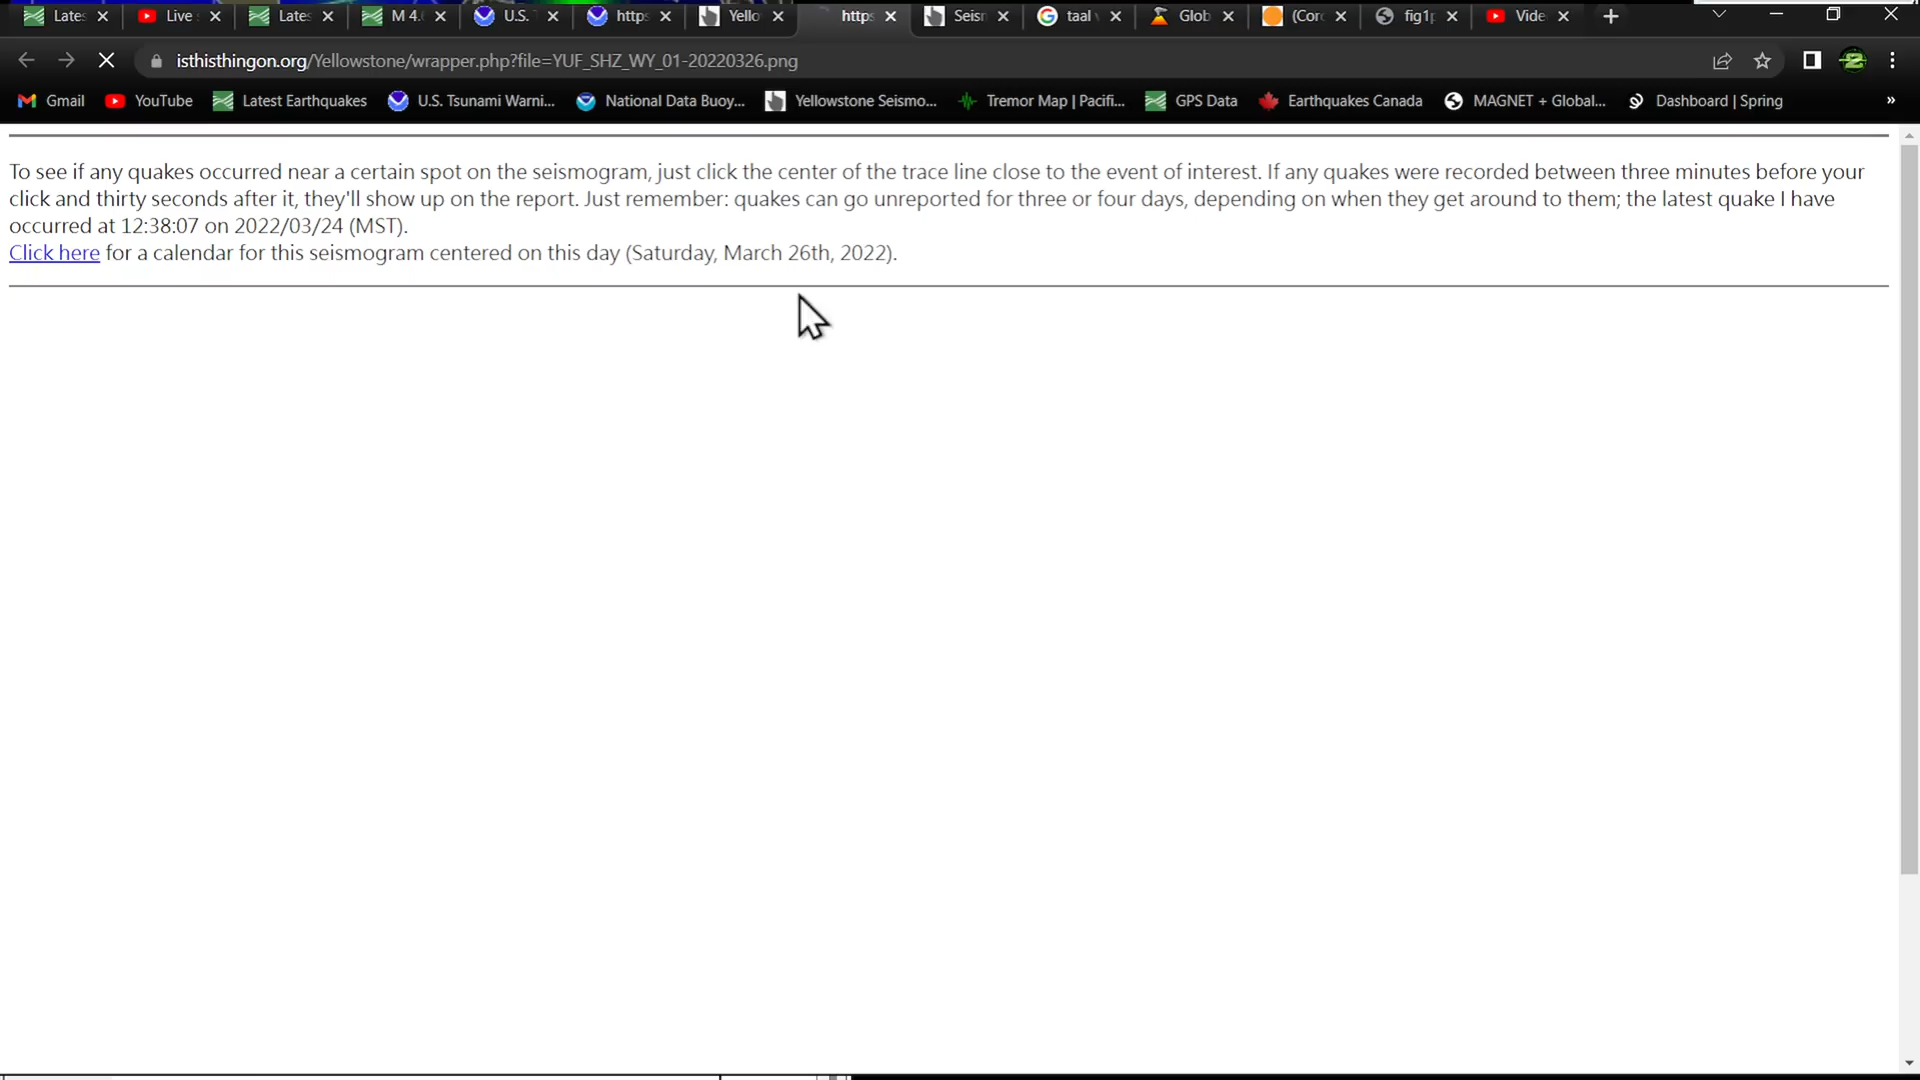 Lates
Live
Lates
M 4.
U.S.
https
Yello
https
Seisn
taal
Glob
(Cor
fig1p
Vide
isthisthingon.org/Yellowstone/wrapper.php?file=YUF_SHZ_WY_01-20220326.png
Gmail
YouTube
Latest Earthquakes
U.S. Tsunami Warni...
National Data Buoy...
Yellowstone Seismo...
Tremor Map | Pacifi...
GPS Data
Earthquakes Canada
MAGNET + Global...
Dashboard | Spring
»
To see if any quakes occurred near a certain spot on the seismogram, just click the center of the trace line close to the event of interest. If any quakes were recorded between three minutes before your
click and thirty seconds after it, they'll show up on the report. Just remember: quakes can go unreported for three or four days, depending on when they get around to them; the latest quake I have
occurred at 12:38:07 on 2022/03/24 (MST).
Click here for a calendar for this seismogram centered on this day (Saturday, March 26th, 2022).